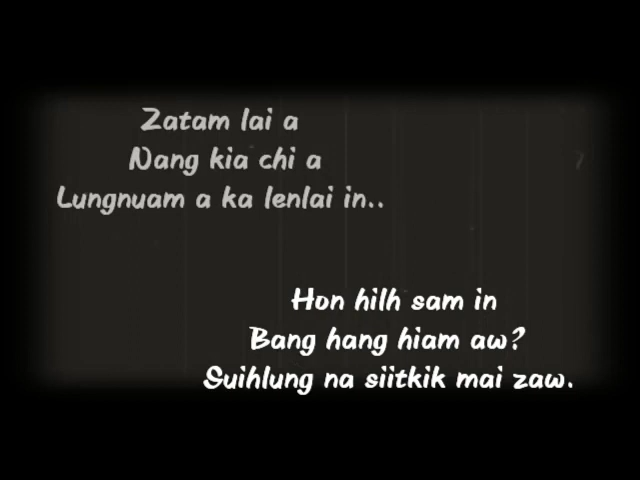 Zatam lai a
Nang kia chi a
Lungnuam a ka lenlai in..
Hon hilh sam in
Bang hang hiam aw?
Suihlung na siitkik mai zaw.